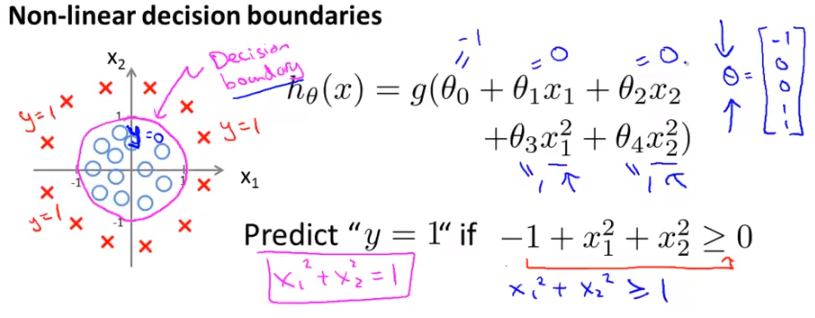 Non-linear decision boundaries
x₂
Decision
boundary
y=1
y=0
y=1
1
-1
1
x₁
y=1
-1
-1
=0
=0.
h_θ(x) = g(θ₀ + θ₁x₁ + θ₂x₂
+θ₃x₁² + θ₄x₂²)
1
1
θ = [-1 0 0 1 1]
Predict “y = 1“ if −1 + x₁² + x₂² ≥ 0
x₁² + x₂² = 1
x₁² + x₂² ≥ 1